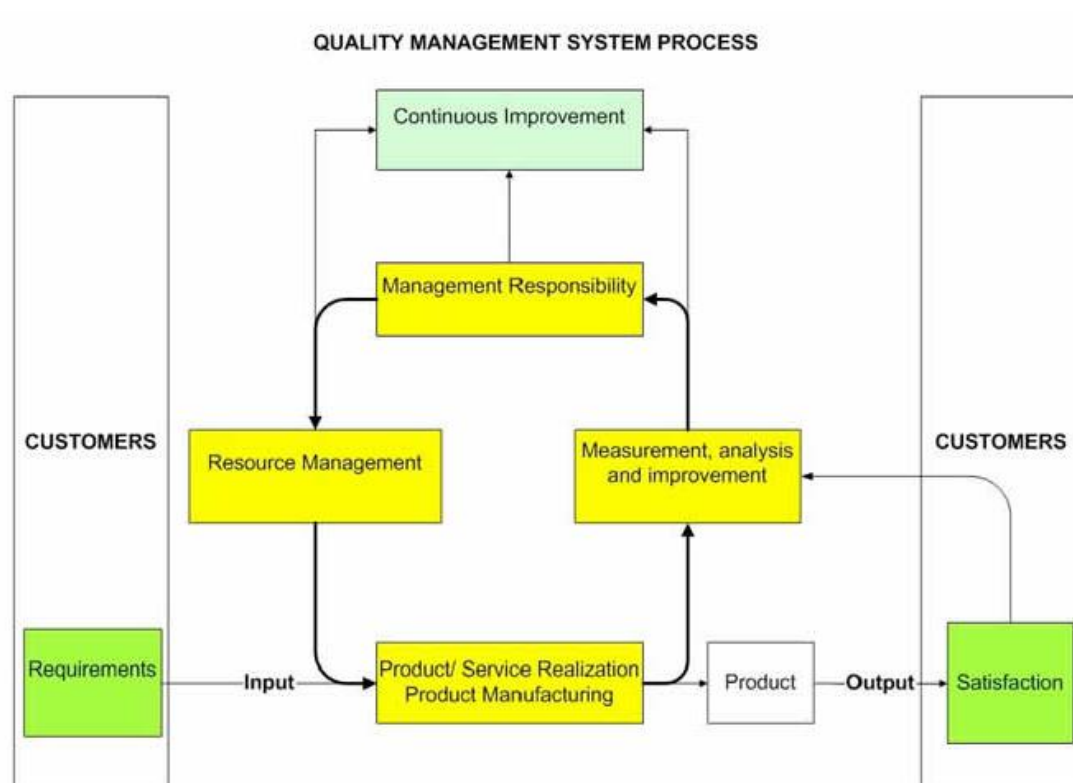 QUALITY MANAGEMENT SYSTEM PROCESS
Continuous Improvement
Management Responsibility
CUSTOMERS
Resource Management
Measurement, analysis
and improvement
CUSTOMERS
Requirements
Input
Product/ Service Realization
Product Manufacturing
Product
Output
Satisfaction